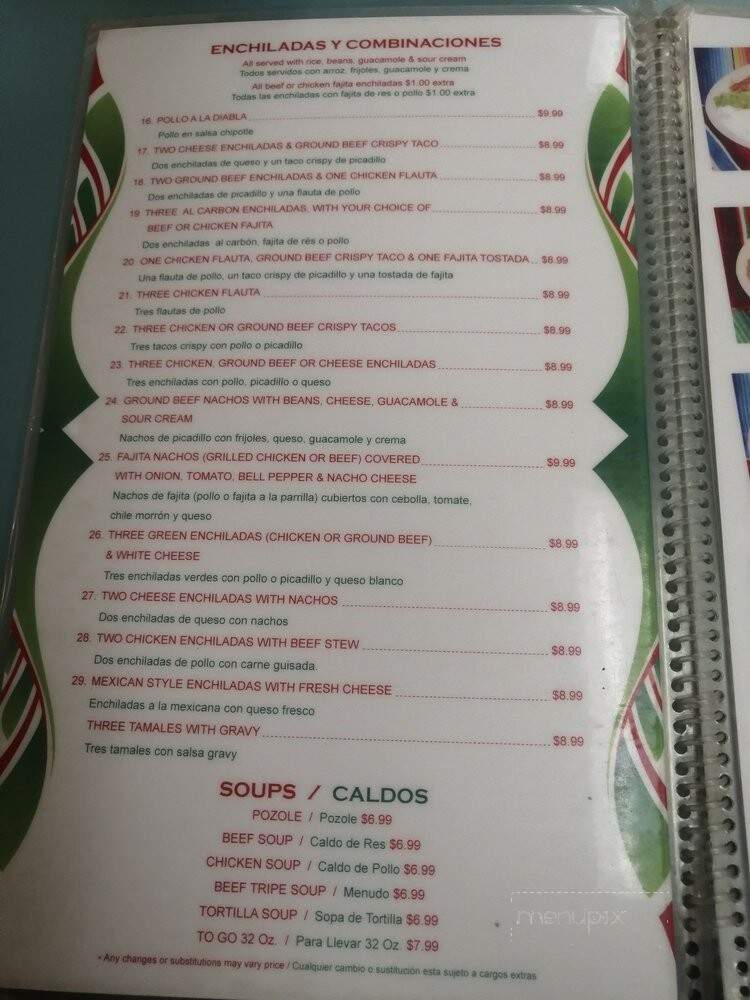 ENCHILADAS Y COMBINACIONES
All served with rice, beans, guacamole & sour cream
Todos servidos con arroz, frijoles, guacamole y crema
All beef or chicken fajita enchiladas $1.00 extra
Todas las enchiladas con fajita de res o pollo $1.00 extra
16. POLLO A LA DIABLA $9.99
Pollo en salsa chipotle
17. TWO CHEESE ENCHILADAS & GROUND BEEF CRISPY TACO $8.99
Dos enchiladas de queso y un taco crispy de picadillo
18. TWO GROUND BEEF ENCHILADAS & ONE CHICKEN FLAUTA $8.99
Dos enchiladas de picadillo y una flauta de pollo
19 THREE AL CARBON ENCHILADAS, WITH YOUR CHOICE OF $8.99
BEEF OR CHICKEN FAJITA
Dos enchiladas al carbón, fajita de rés o pollo
20 ONE CHICKEN FLAUTA, GROUND BEEF CRISPY TACO & ONE FAJITA TOSTADA .. $8.99
Una flauta de pollo, un taco crispy de picadillo y una tostada de fajita
21. THREE CHICKEN FLAUTA $8.99
Tres flautas de pollo
22. THREE CHICKEN OR GROUND BEEF CRISPY TACOS $8.99
Tres tacos crispy con pollo o picadillo
23. THREE CHICKEN, GROUND BEEF OR CHEESE ENCHILADAS $8.99
Tres enchiladas con pollo, picadillo o queso
24. GROUND BEEF NACHOS WITH BEANS, CHEESE, GUACAMOLE & $8.99
SOUR CREAM
Nachos de picadillo con frijoles, queso, guacamole y crema
25. FAJITA NACHOS (GRILLED CHICKEN OR BEEF) COVERED $9.99
WITH ONION, TOMATO, BELL PEPPER & NACHO CHEESE
Nachos de fajita (pollo o fajita a la parrilla) cubiertos con cebolla, tomate,
chile morrón y queso
26. THREE GREEN ENCHILADAS (CHICKEN OR GROUND BEEF) $8.99
& WHITE CHEESE
Tres enchiladas verdes con pollo o picadillo y queso blanco
27. TWO CHEESE ENCHILADAS WITH NACHOS $8.99
Dos enchiladas de queso con nachos
28. TWO CHICKEN ENCHILADAS WITH BEEF STEW $8.99
Dos enchiladas de pollo con carne guisada.
29. MEXICAN STYLE ENCHILADAS WITH FRESH CHEESE $8.99
Enchiladas a la mexicana con queso fresco
THREE TAMALES WITH GRAVY $8.99
Tres tamales con salsa gravy
SOUPS / CALDOS
POZOLE / Pozole $6.99
BEEF SOUP / Caldo de Res $6.99
CHICKEN SOUP / Caldo de Pollo $6.99
BEEF TRIPE SOUP / Menudo $6.99
TORTILLA SOUP / Sopa de Tortilla $6.99
TO GO 32 Oz. / Para Llevar 32 Oz. $7.99
* Any changes or substitutions may vary price / Cualquier cambio o sustitución esta sujeto a cargos extras
menupix